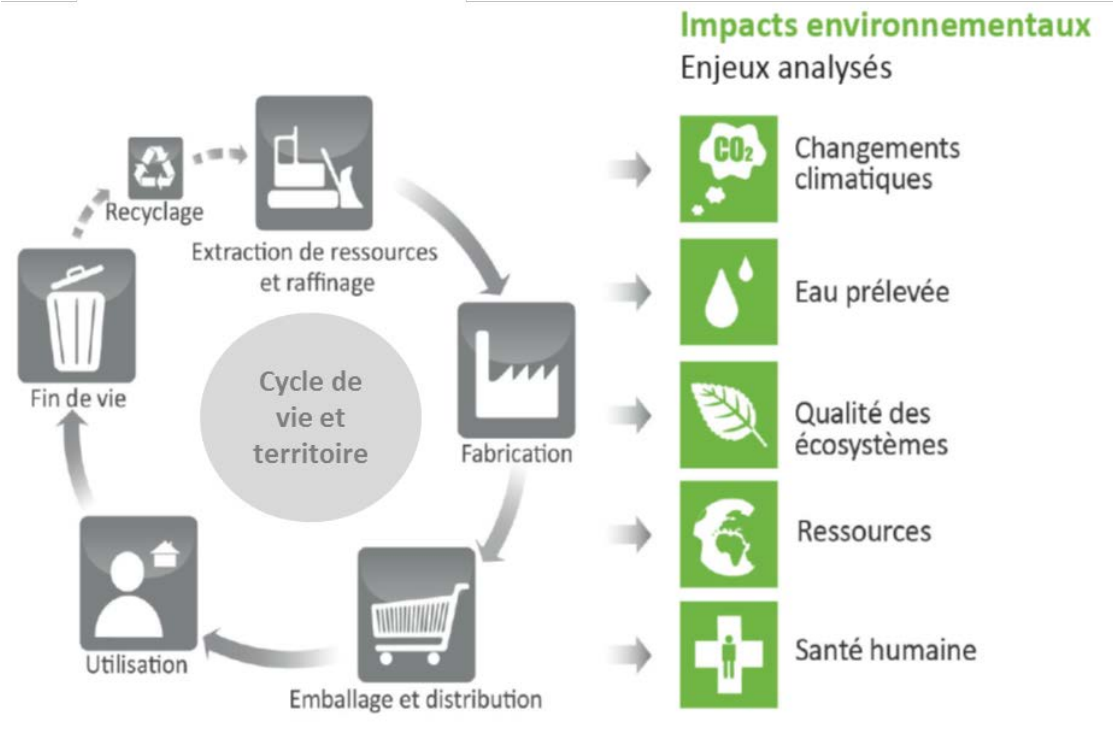 Impacts environnementaux
Enjeux analysés
CO₂
Changements
climatiques
Eau prélevée
Qualité des
écosystèmes
Ressources
Santé humaine
Recyclage
Extraction de ressources
et raffinage
Fin de vie
Cycle de
vie et
territoire
Fabrication
Utilisation
Emballage et distribution